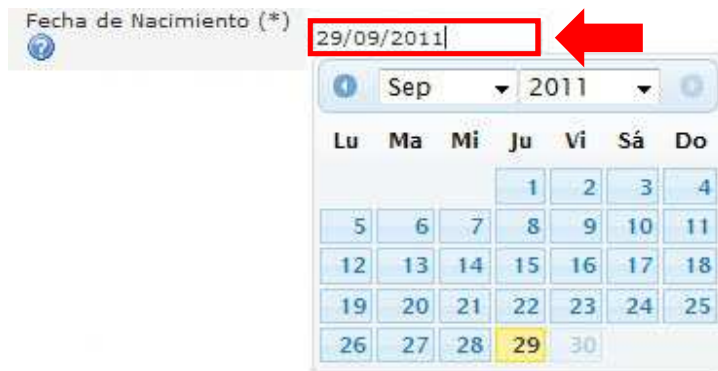 Fecha de Nacimiento (*)
29/09/2011
Sep 2011
Lu Ma Mi Ju Vi Sá Do
1 2 3 4
5 6 7 8 9 10 11
12 13 14 15 16 17 18
19 20 21 22 23 24 25
26 27 28 29 30